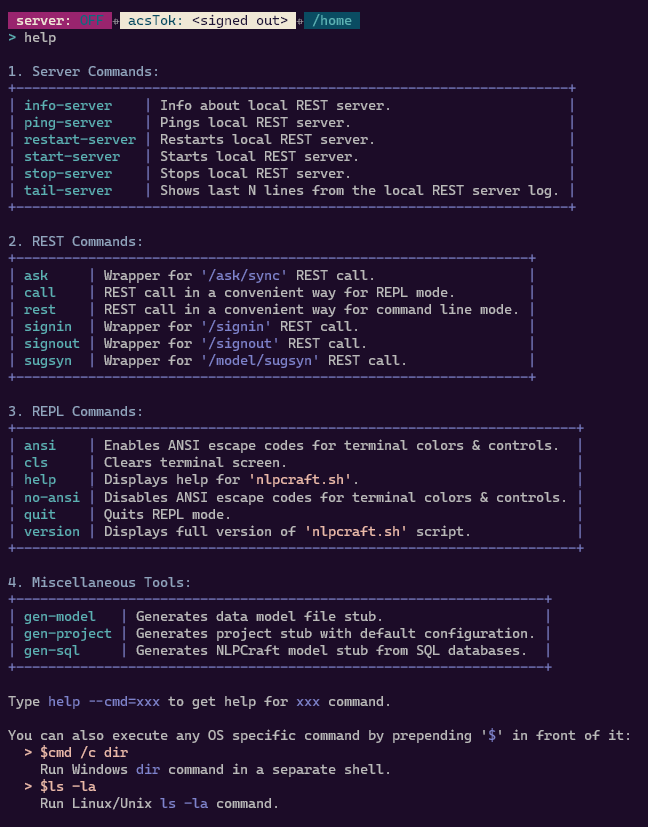 server: OFF acsTok: <signed out> /home
> help
1. Server Commands:
+---------------------------------------------------------------------+
| info-server    | Info about local REST server.                      |
| ping-server    | Pings local REST server.                           |
| restart-server | Restarts local REST server.                        |
| start-server   | Starts local REST server.                          |
| stop-server    | Stops local REST server.                           |
| tail-server    | Shows last N lines from the local REST server log. |
+---------------------------------------------------------------------+
2. REST Commands:
+----------------------------------------------------------------+
| ask     | Wrapper for '/ask/sync' REST call.                   |
| call    | REST call in a convenient way for REPL mode.         |
| rest    | REST call in a convenient way for command line mode. |
| signin  | Wrapper for '/signin' REST call.                     |
| signout | Wrapper for '/signout' REST call.                    |
| sugsyn  | Wrapper for '/model/sugsyn' REST call.               |
+----------------------------------------------------------------+
3. REPL Commands:
+----------------------------------------------------------------------+
| ansi    | Enables ANSI escape codes for terminal colors & controls.  |
| cls     | Clears terminal screen.                                    |
| help    | Displays help for 'nlpcraft.sh'.                           |
| no-ansi | Disables ANSI escape codes for terminal colors & controls. |
| quit    | Quits REPL mode.                                           |
| version | Displays full version of 'nlpcraft.sh' script.             |
+----------------------------------------------------------------------+
4. Miscellaneous Tools:
+------------------------------------------------------------------+
| gen-model   | Generates data model file stub.                    |
| gen-project | Generates project stub with default configuration. |
| gen-sql     | Generates NLPCraft model stub from SQL databases.  |
+------------------------------------------------------------------+
Type help --cmd=xxx to get help for xxx command.
You can also execute any OS specific command by prepending '$' in front of it:
  > $cmd /c dir
    Run Windows dir command in a separate shell.
  > $ls -la
    Run Linux/Unix ls -la command.